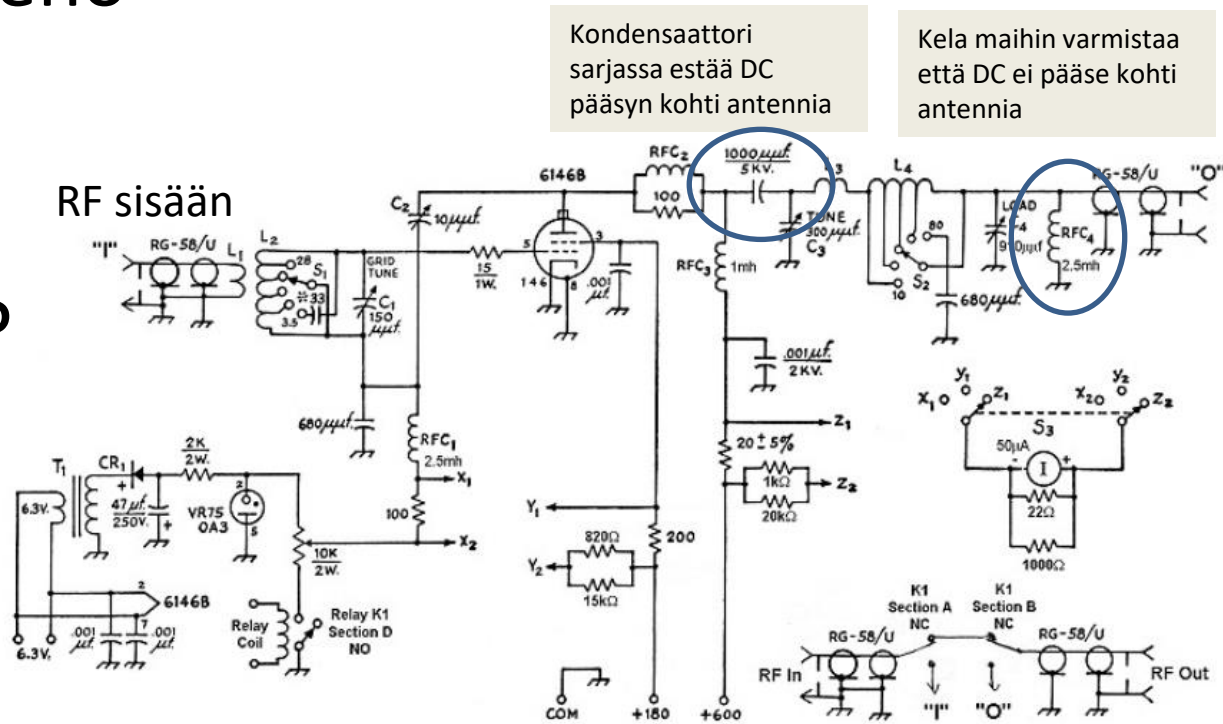 Kondensaattori
sarjassa estää DC
pääsyn kohti antennia
Kela maihin varmistaa
että DC ei pääse kohti
antennia
RF sisään
"I"
RG-58/U
L1
L2
28
S1
33
3.5
GRID
TUNE
C1
150
μμf.
C2
10μμf.
15
1W.
6146B
5
3
1 4 6
8
.001
μf.
RFC2
100
1000μμf.
5KV.
TUNE
300μμf.
C3
L4
80
S2
10
680μμf.
LOAD
RFC4
2.5mh
RG-58/U
"O"
RFC3
1mh
.001μf.
2KV.
Z1
20±5%
1kΩ
20kΩ
Z2
680μμf.
RFC1
2.5mh
X1
100
X2
T1
6.3V.
CR1
+
47μf.
250V.
+
2K
2W.
2
VR75
OA3
5
10K
2W.
2
6146B
7
.001
μf.
.001
μf.
6.3V.
Relay
Coil
Relay K1
Section D
NO
Y1
200
Y2
820Ω
15kΩ
COM
+180
+600
X1
Y1
Z1
X2
Y2
Z2
S3
50μA
-
I
+
22Ω
1000Ω
K1
Section A
NC
K1
Section B
NC
RG-58/U
RG-58/U
RF In
"I"
"O"
RF Out